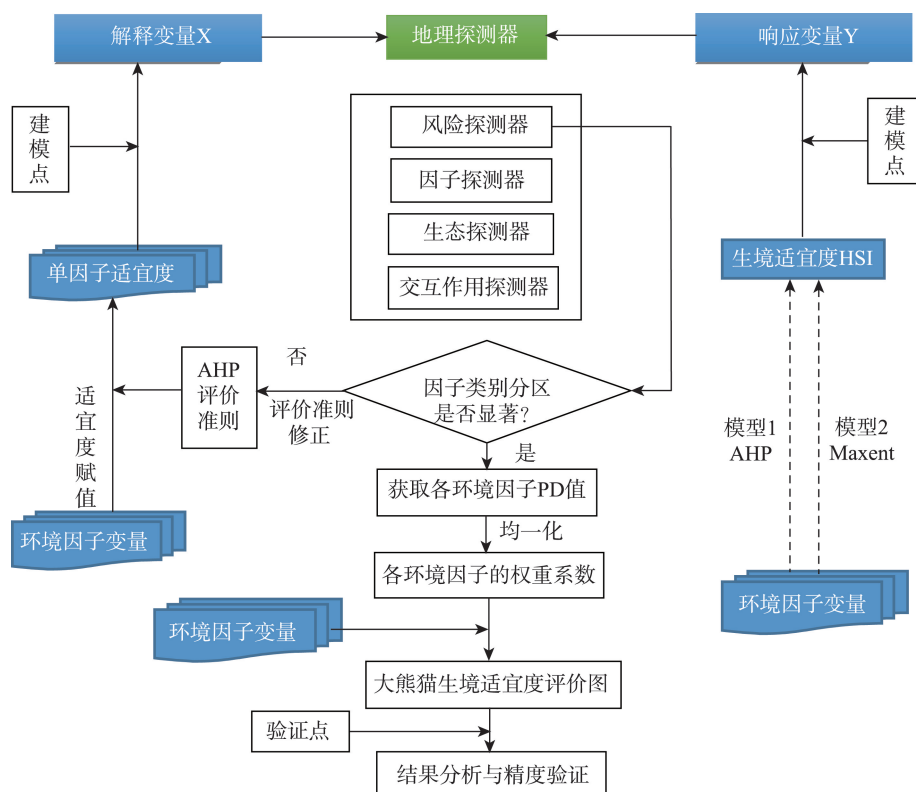 解释变量X
地理探测器
响应变量Y
建
模
点
风险探测器
因子探测器
生态探测器
交互作用探测器
建
模
点
单因子适宜度
生境适宜度HSI
适
宜
度
赋
值
AHP
评价
准则
否
评价准则
修正
因子类别分区
是否显著?
是
模型1
AHP
模型2
Maxent
获取各环境因子PD值
均一化
环境因子变量
各环境因子的权重系数
环境因子变量
环境因子变量
大熊猫生境适宜度评价图
验证点
结果分析与精度验证